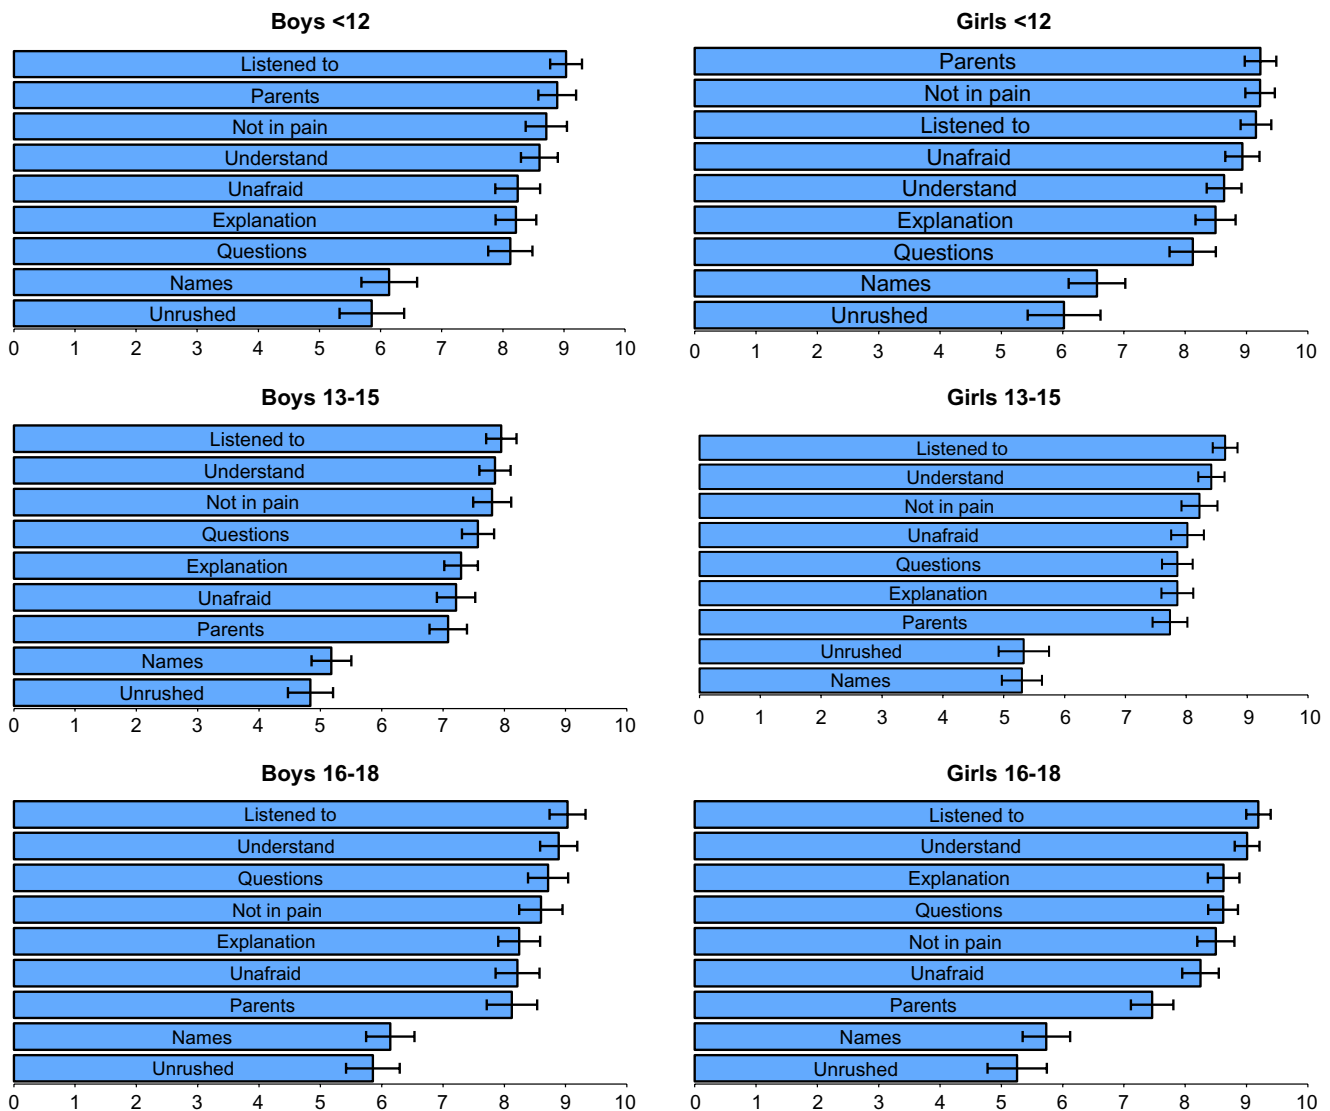 Boys <12
Listened to
Parents
Not in pain
Understand
Unafraid
Explanation
Questions
Names
Unrushed
0 1 2 3 4 5 6 7 8 9 10
Girls <12
Parents
Not in pain
Listened to
Unafraid
Understand
Explanation
Questions
Names
Unrushed
0 1 2 3 4 5 6 7 8 9 10
Boys 13-15
Listened to
Understand
Not in pain
Questions
Explanation
Unafraid
Parents
Names
Unrushed
0 1 2 3 4 5 6 7 8 9 10
Girls 13-15
Listened to
Understand
Not in pain
Unafraid
Questions
Explanation
Parents
Unrushed
Names
0 1 2 3 4 5 6 7 8 9 10
Boys 16-18
Listened to
Understand
Questions
Not in pain
Explanation
Unafraid
Parents
Names
Unrushed
0 1 2 3 4 5 6 7 8 9 10
Girls 16-18
Listened to
Understand
Explanation
Questions
Not in pain
Unafraid
Parents
Names
Unrushed
0 1 2 3 4 5 6 7 8 9 10